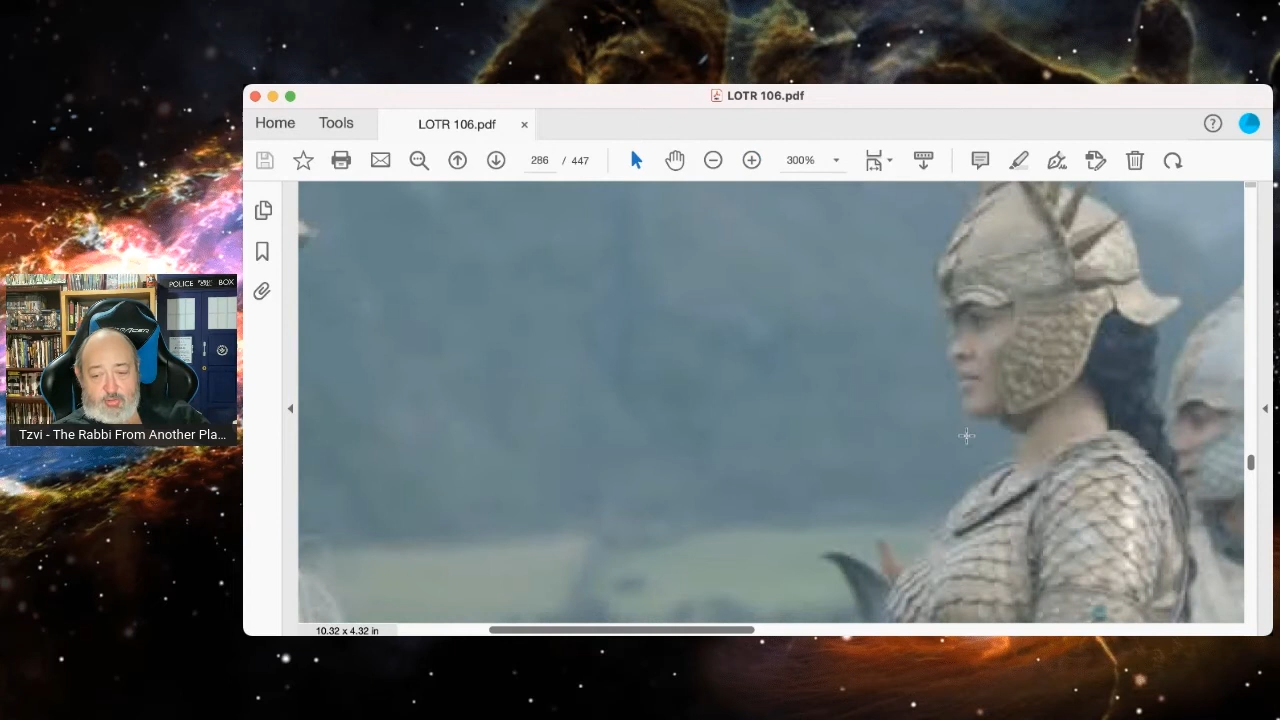 LOTR 106.pdf
Home
Tools
LOTR 106.pdf
286 / 447
300%
POLICE BOX
Tzvi - The Rabbi From Another Pla...
10.32 x 4.32 in